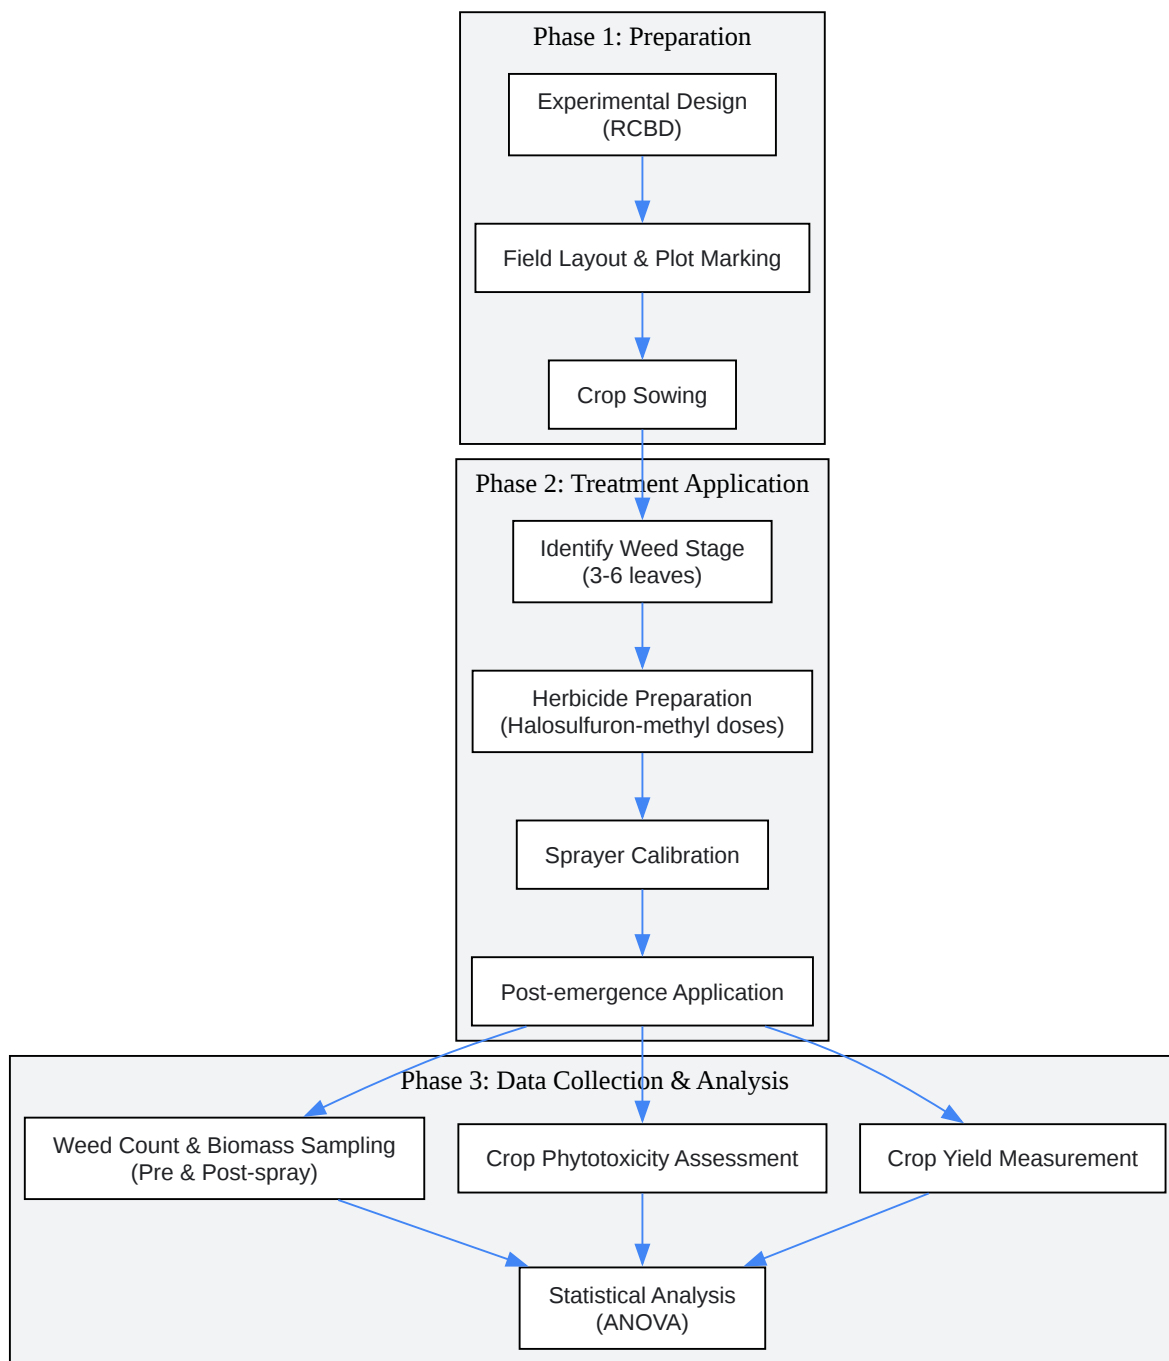 Phase 1: Preparation
Experimental Design
(RCBD)
Field Layout & Plot Marking
Crop Sowing
Phase 2: Treatment Application
Identify Weed Stage
(3-6 leaves)
Herbicide Preparation
(Halosulfuron-methyl doses)
Sprayer Calibration
Post-emergence Application
Phase 3: Data Collection & Analysis
Weed Count & Biomass Sampling
(Pre & Post-spray)
Crop Phytotoxicity Assessment
Crop Yield Measurement
Statistical Analysis
(ANOVA)